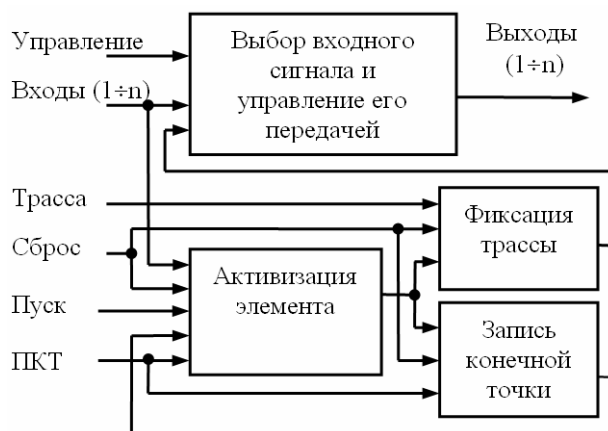 Управление
Входы (1÷n)
Выбор входного
сигнала и
управление его
передачей
Выходы
(1÷n)
Трасса
Сброс
Пуск
ПКТ
Активизация
элемента
Фиксация
трассы
Запись
конечной
точки